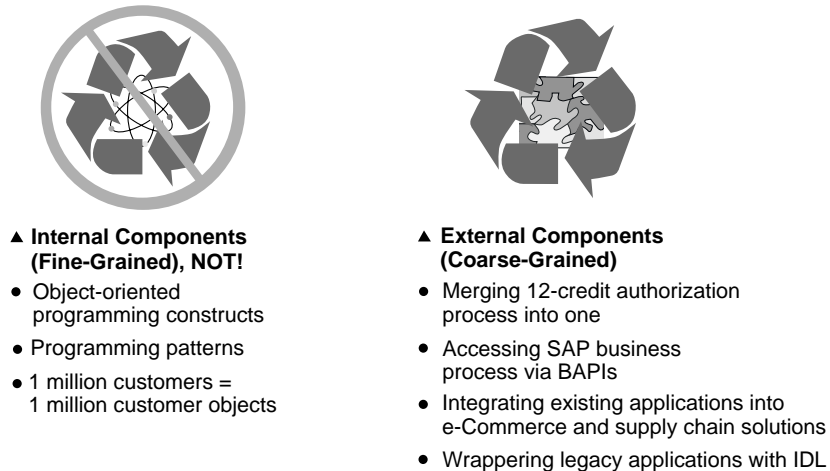 ▲ Internal Components
(Fine-Grained), NOT!
• Object-oriented
programming constructs
• Programming patterns
• 1 million customers =
1 million customer objects
▲ External Components
(Coarse-Grained)
• Merging 12-credit authorization
process into one
• Accessing SAP business
process via BAPIs
• Integrating existing applications into
e-Commerce and supply chain solutions
• Wrappering legacy applications with IDL